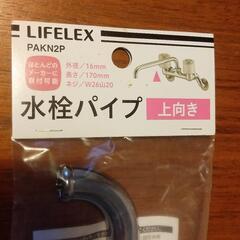 LIFELEX
PAKN2P
ほとんどの
メーカーに
取付可能
外径／16mm
長さ／170mm
ネジ／W26山20
水栓パイプ
上向き